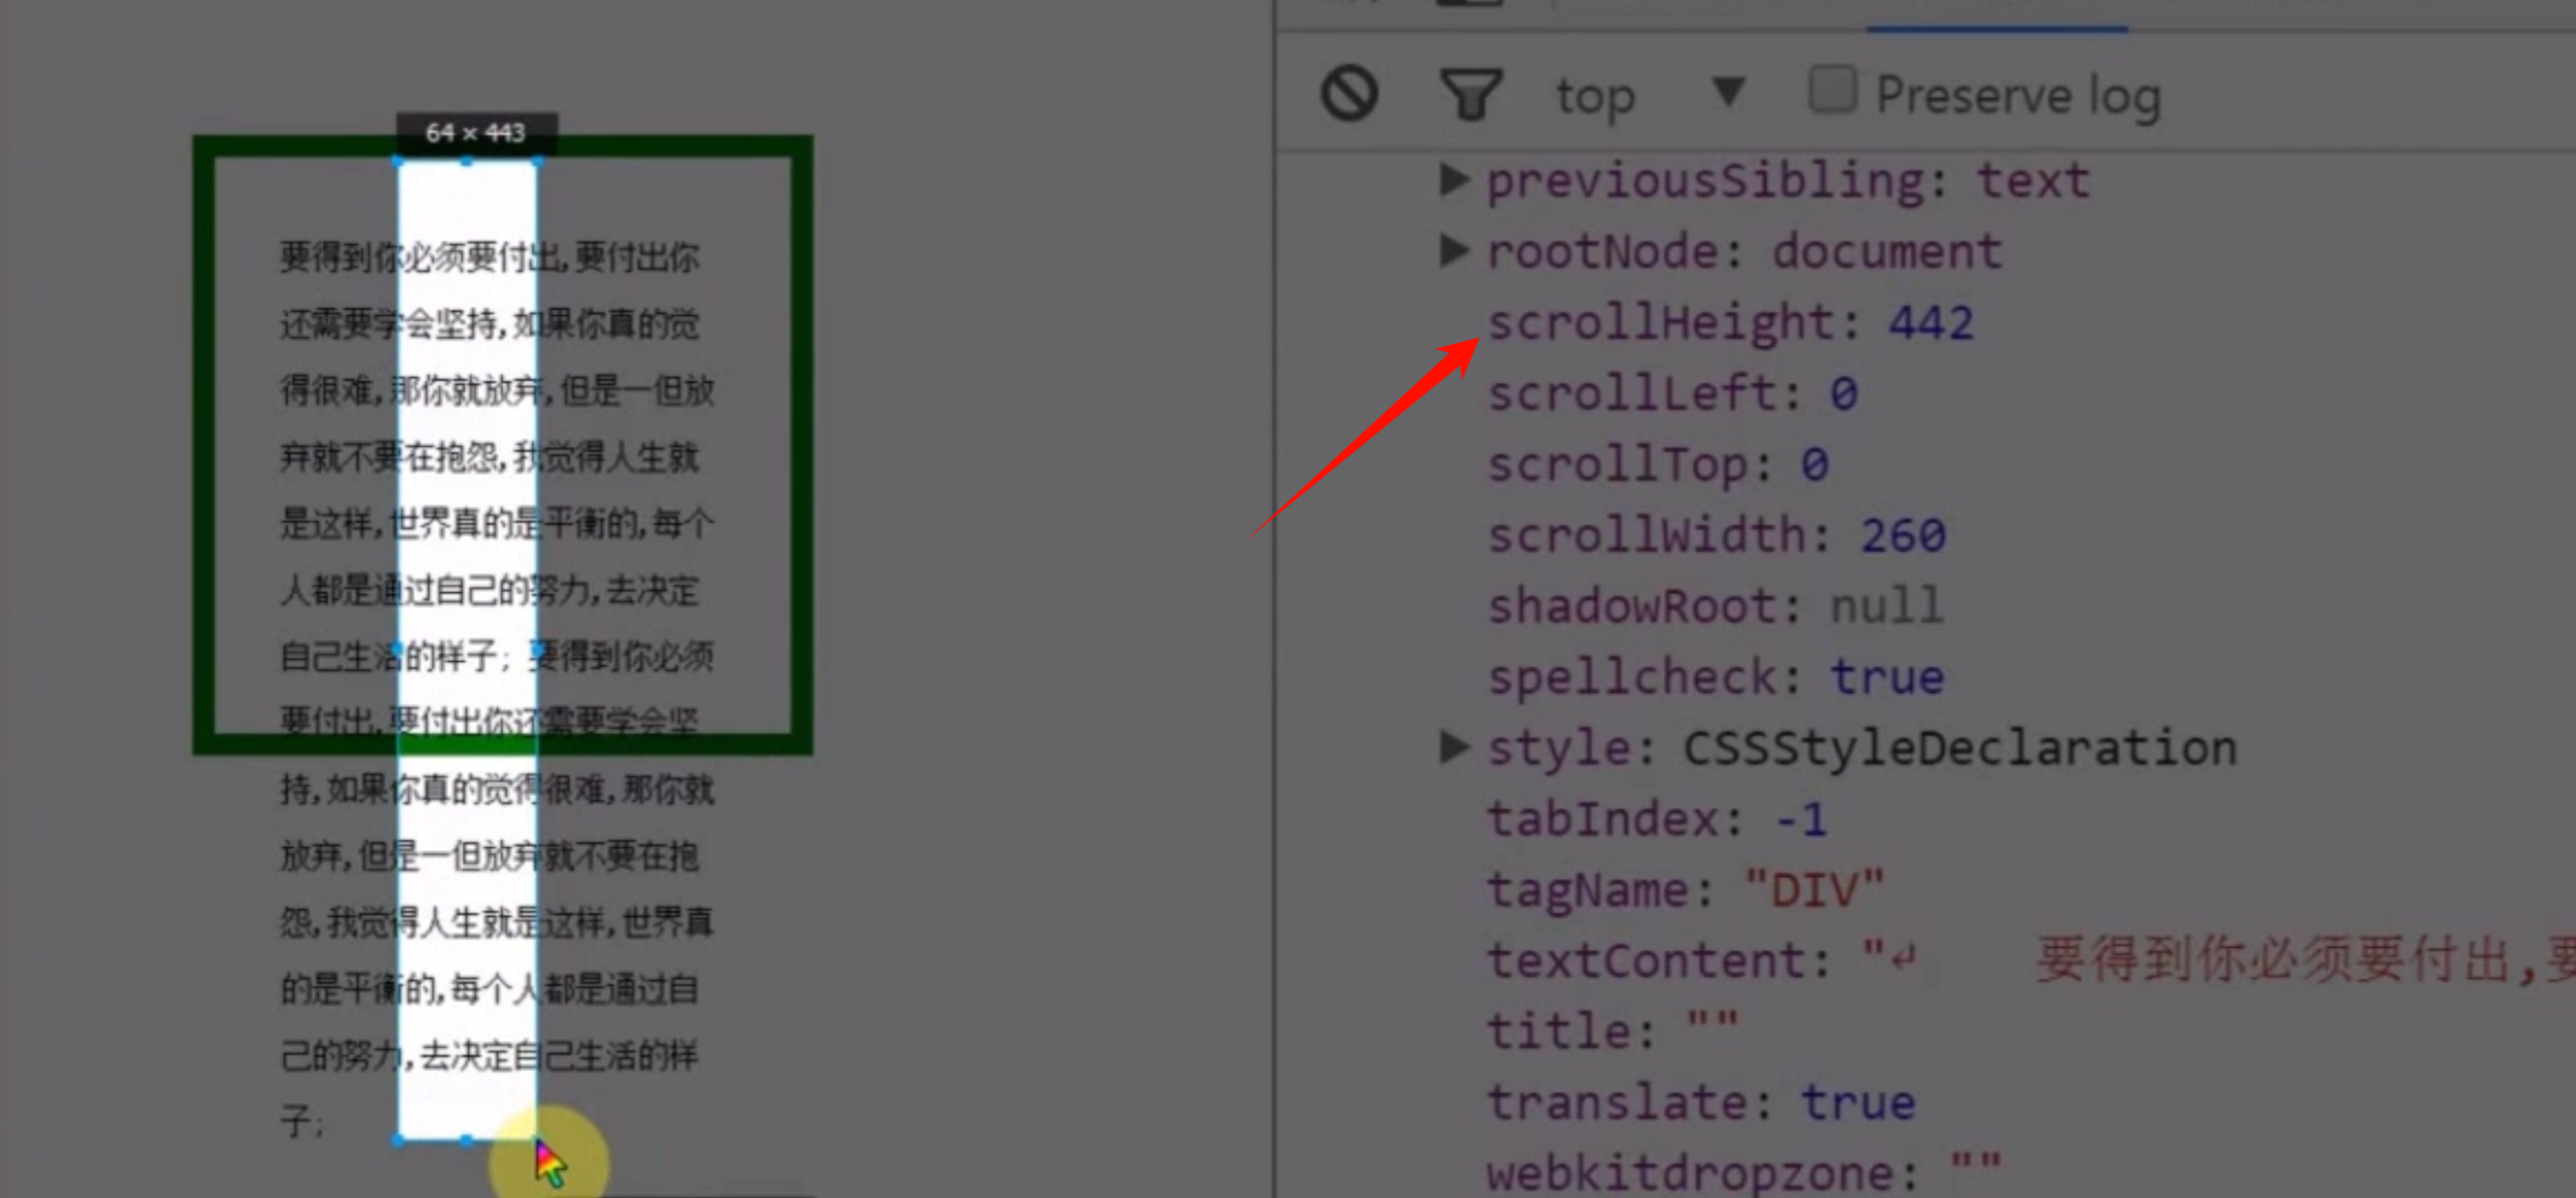 64 × 443
要得到你必须要付出,要付出你
还需要学会坚持,如果你真的觉
得很难,那你就放弃,但是一但放
弃就不要在抱怨,我觉得人生就
是这样,世界真的是平衡的,每个
人都是通过自己的努力,去决定
自己生活的样子; 要得到你必须
要付出,要付出你还需要学会坚
持,如果你真的觉得很难,那你就
放弃,但是一但放弃就不要在抱
怨,我觉得人生就是这样,世界真
的是平衡的,每个人都是通过自
己的努力,去决定自己生活的样
子;
top
Preserve log
previousSibling: text
rootNode: document
scrollHeight: 442
scrollLeft: 0
scrollTop: 0
scrollWidth: 260
shadowRoot: null
spellcheck: true
style: CSSStyleDeclaration
tabIndex: -1
tagName: "DIV"
textContent: "↵ 要得到你必须要付出,要
title: ""
translate: true
webkitdropzone: ""